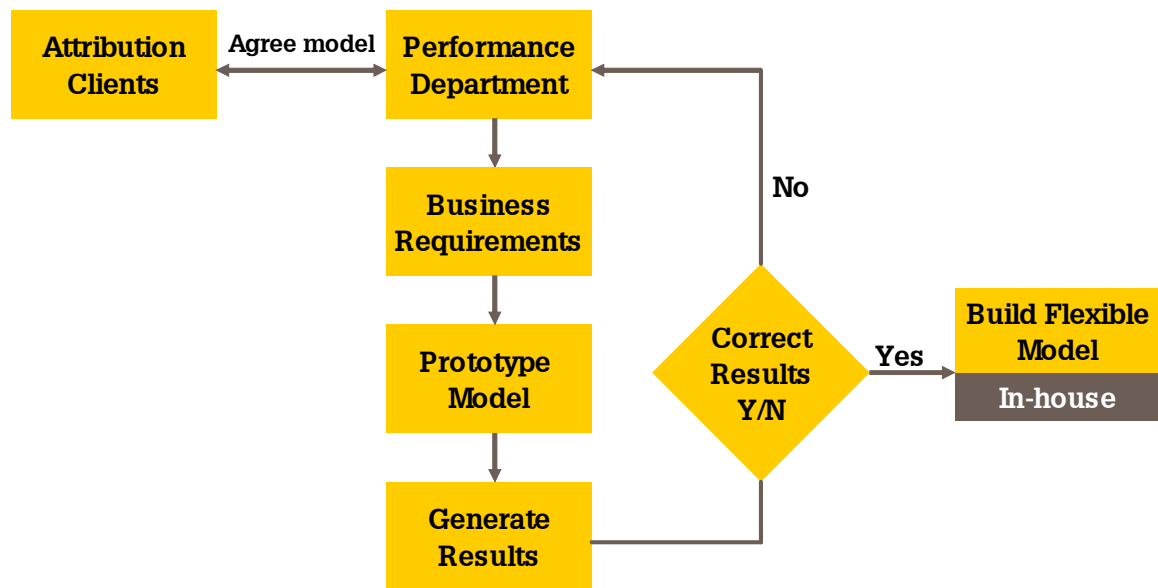 Attribution
Clients
Agree model
Performance
Department
Business
Requirements
Prototype
Model
Generate
Results
Correct
Results
Y/N
No
Yes
Build Flexible
Model
In-house